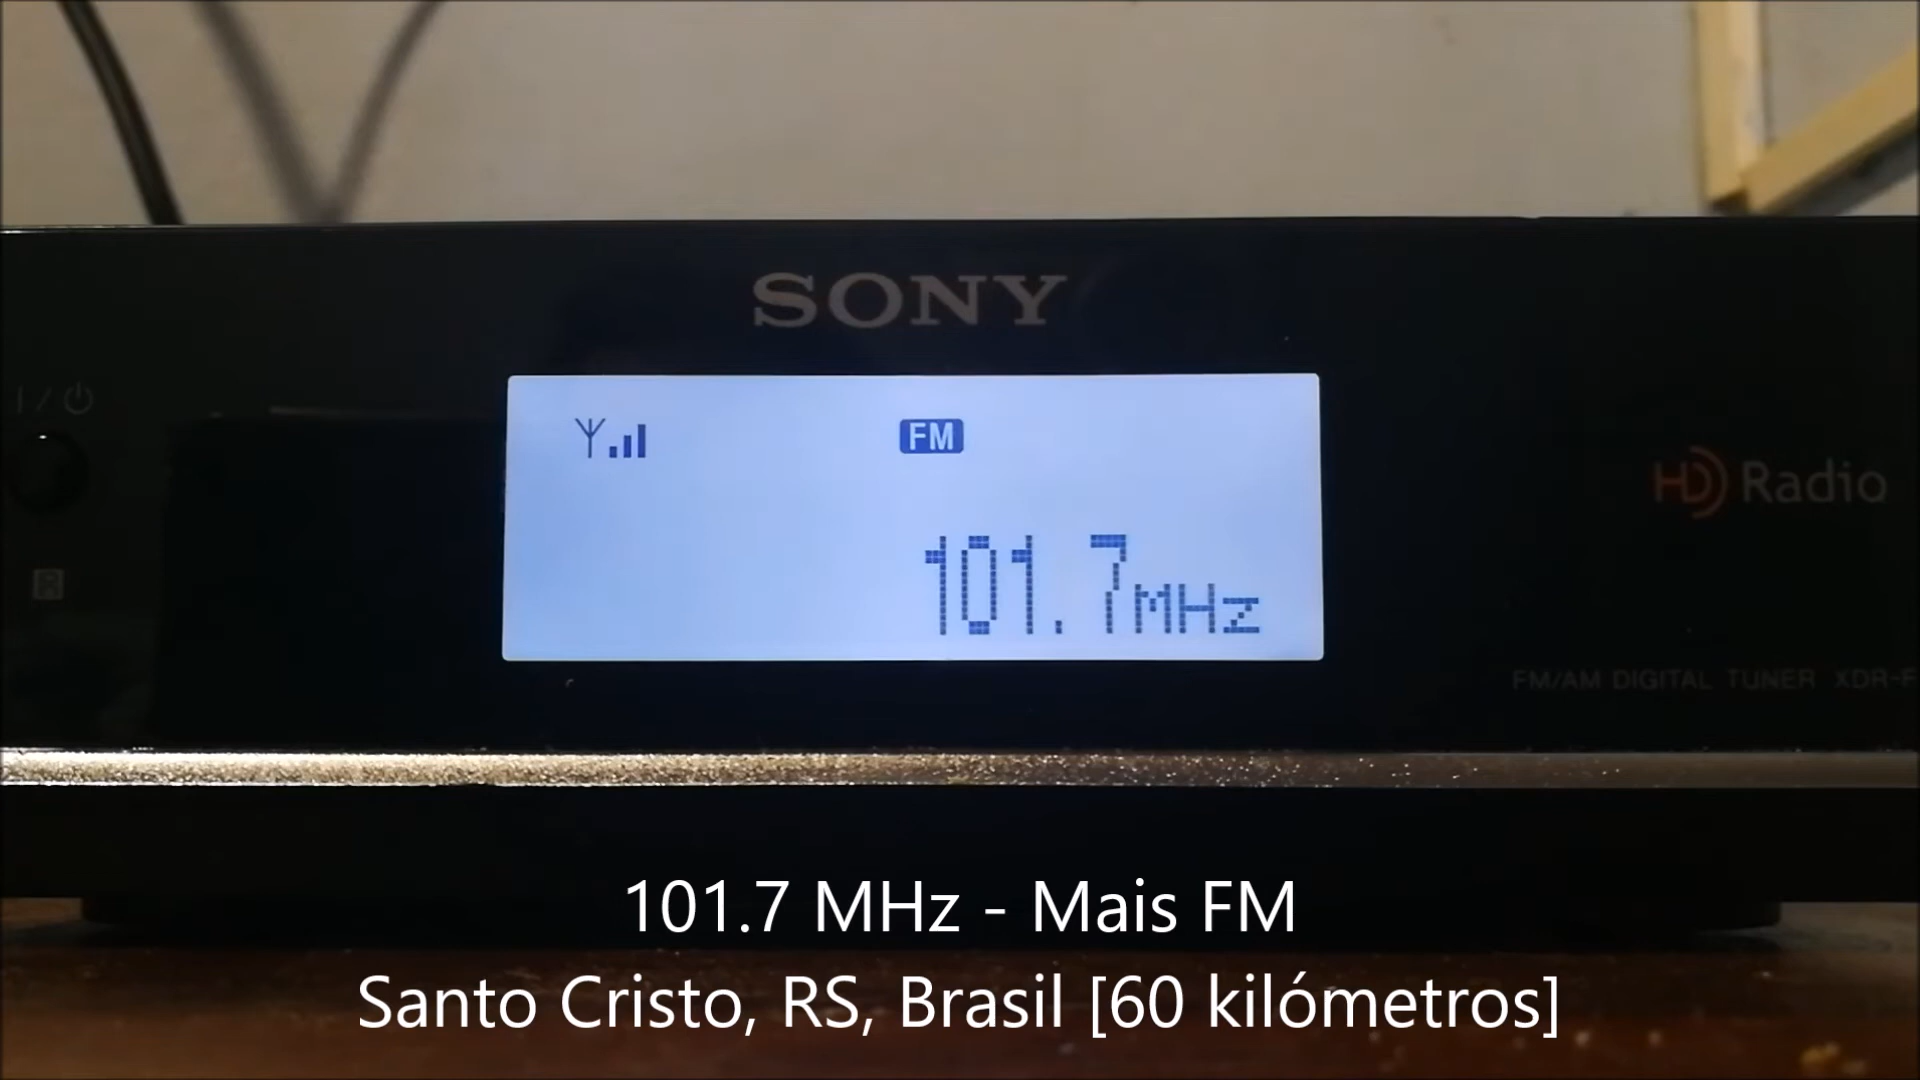 SONY
I/⏻
FM
HD Radio
101.7MHz
R
FM/AM DIGITAL TUNER XDR-F
101.7 MHz - Mais FM
Santo Cristo, RS, Brasil [60 kilómetros]